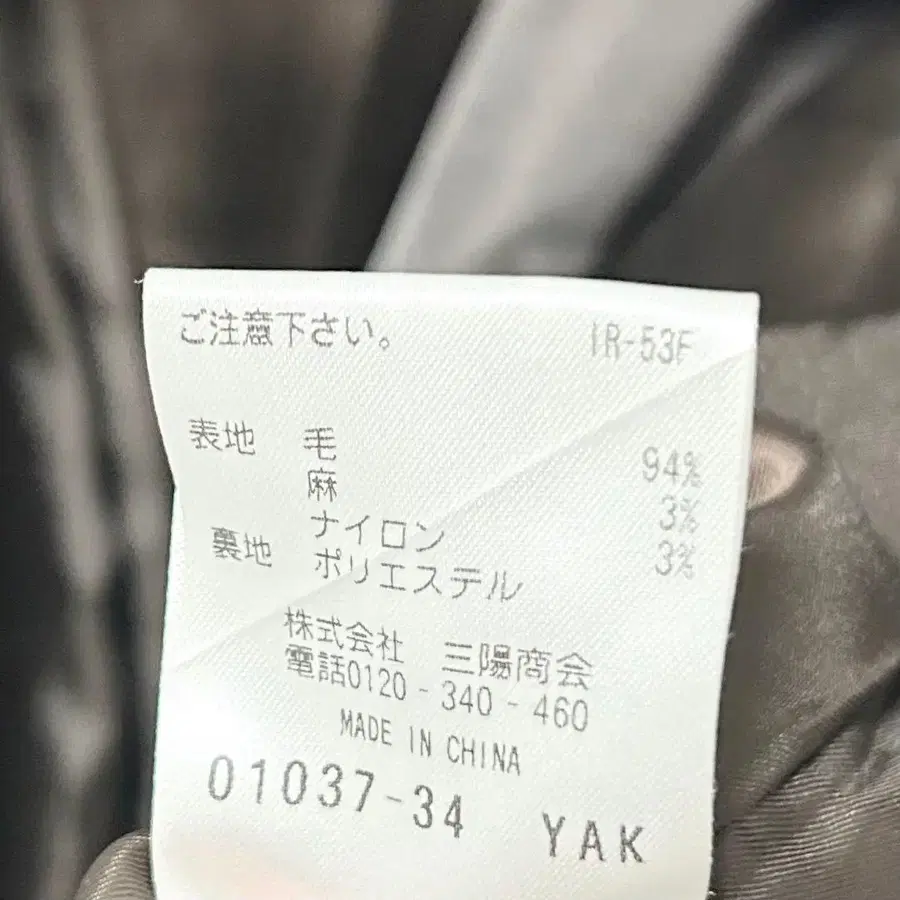 ご注意下さい。 IR-53F
表地 毛 94%
麻 3%
ナイロン 3%
裏地 ポリエステル
株式会社 三陽商会
電話0120-340-460
MADE IN CHINA
01037-34 YAK